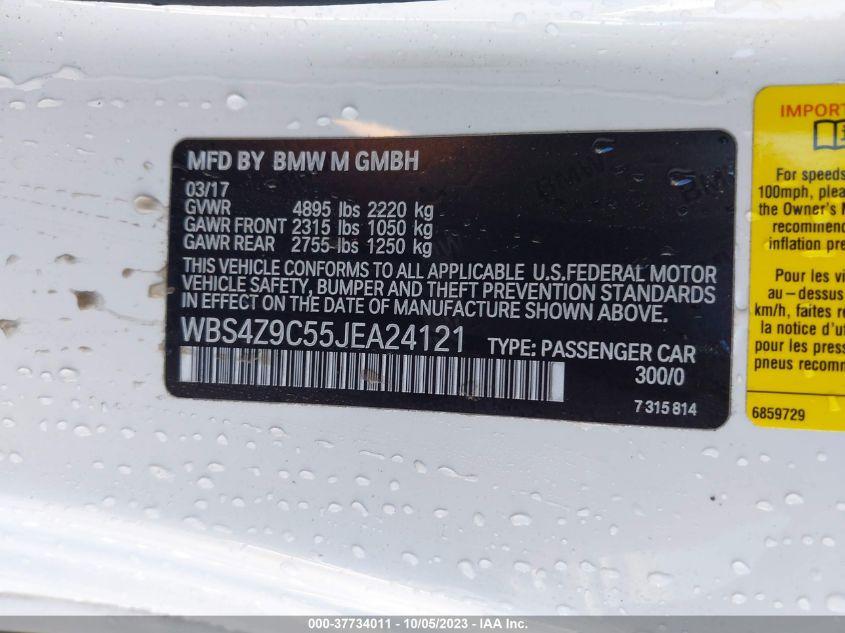 MFD BY BMW M GMBH
03/17
GVWR 4895 lbs 2220 kg
GAWR FRONT 2315 lbs 1050 kg
GAWR REAR 2755 lbs 1250 kg
THIS VEHICLE CONFORMS TO ALL APPLICABLE U.S.FEDERAL MOTOR
VEHICLE SAFETY, BUMPER AND THEFT PREVENTION STANDARDS
IN EFFECT ON THE DATE OF MANUFACTURE SHOWN ABOVE.
WBS4Z9C55JEA24121 TYPE: PASSENGER CAR
300/0
7 315 814
IMPORT
For speeds
100mph, plea
the Owner's M
recommen
inflation pre
Pour les vi
au-dessus
km/h, faites r
la notice d'ut
pour les press
pneus recomm
6859729
000-37734011 - 10/05/2023 - IAA Inc.